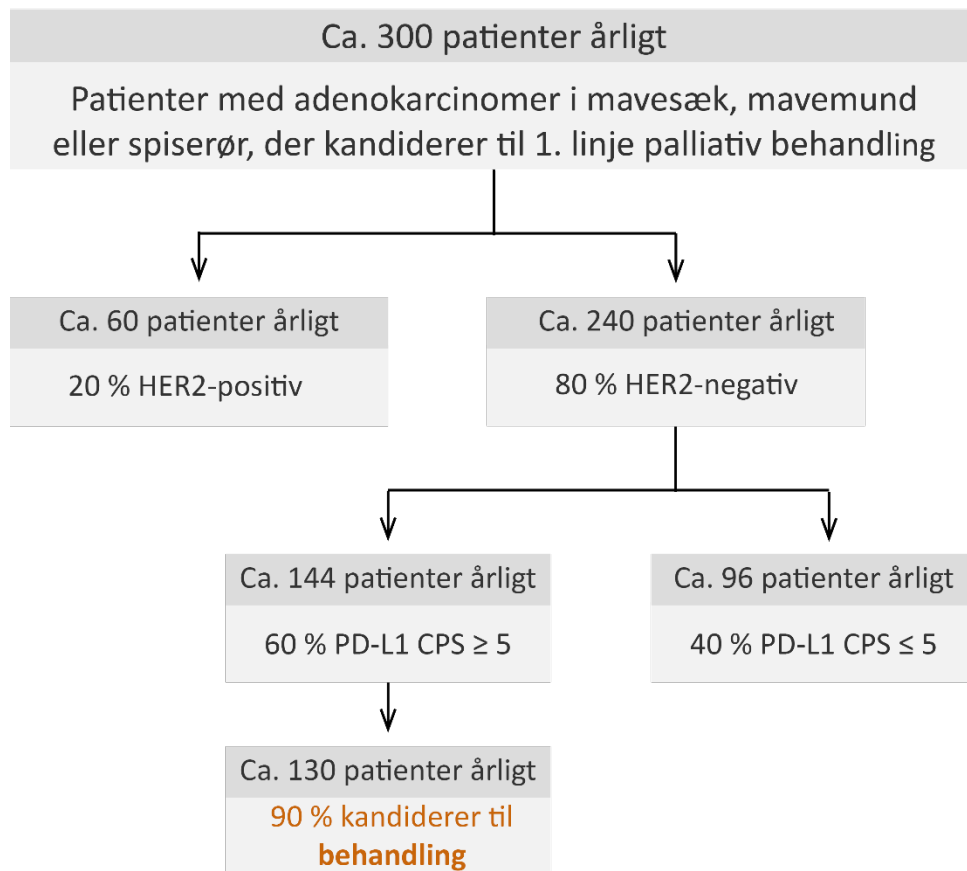 Ca. 300 patienter årligt
Patienter med adenokarcinomer i mavesæk, mavemund
eller spiserør, der kandiderer til 1. linje palliativ behandling
Ca. 60 patienter årligt
20 % HER2-positiv
Ca. 240 patienter årligt
80 % HER2-negativ
Ca. 144 patienter årligt
60 % PD-L1 CPS ≥ 5
Ca. 96 patienter årligt
40 % PD-L1 CPS ≤ 5
Ca. 130 patienter årligt
90 % kandiderer til
behandling